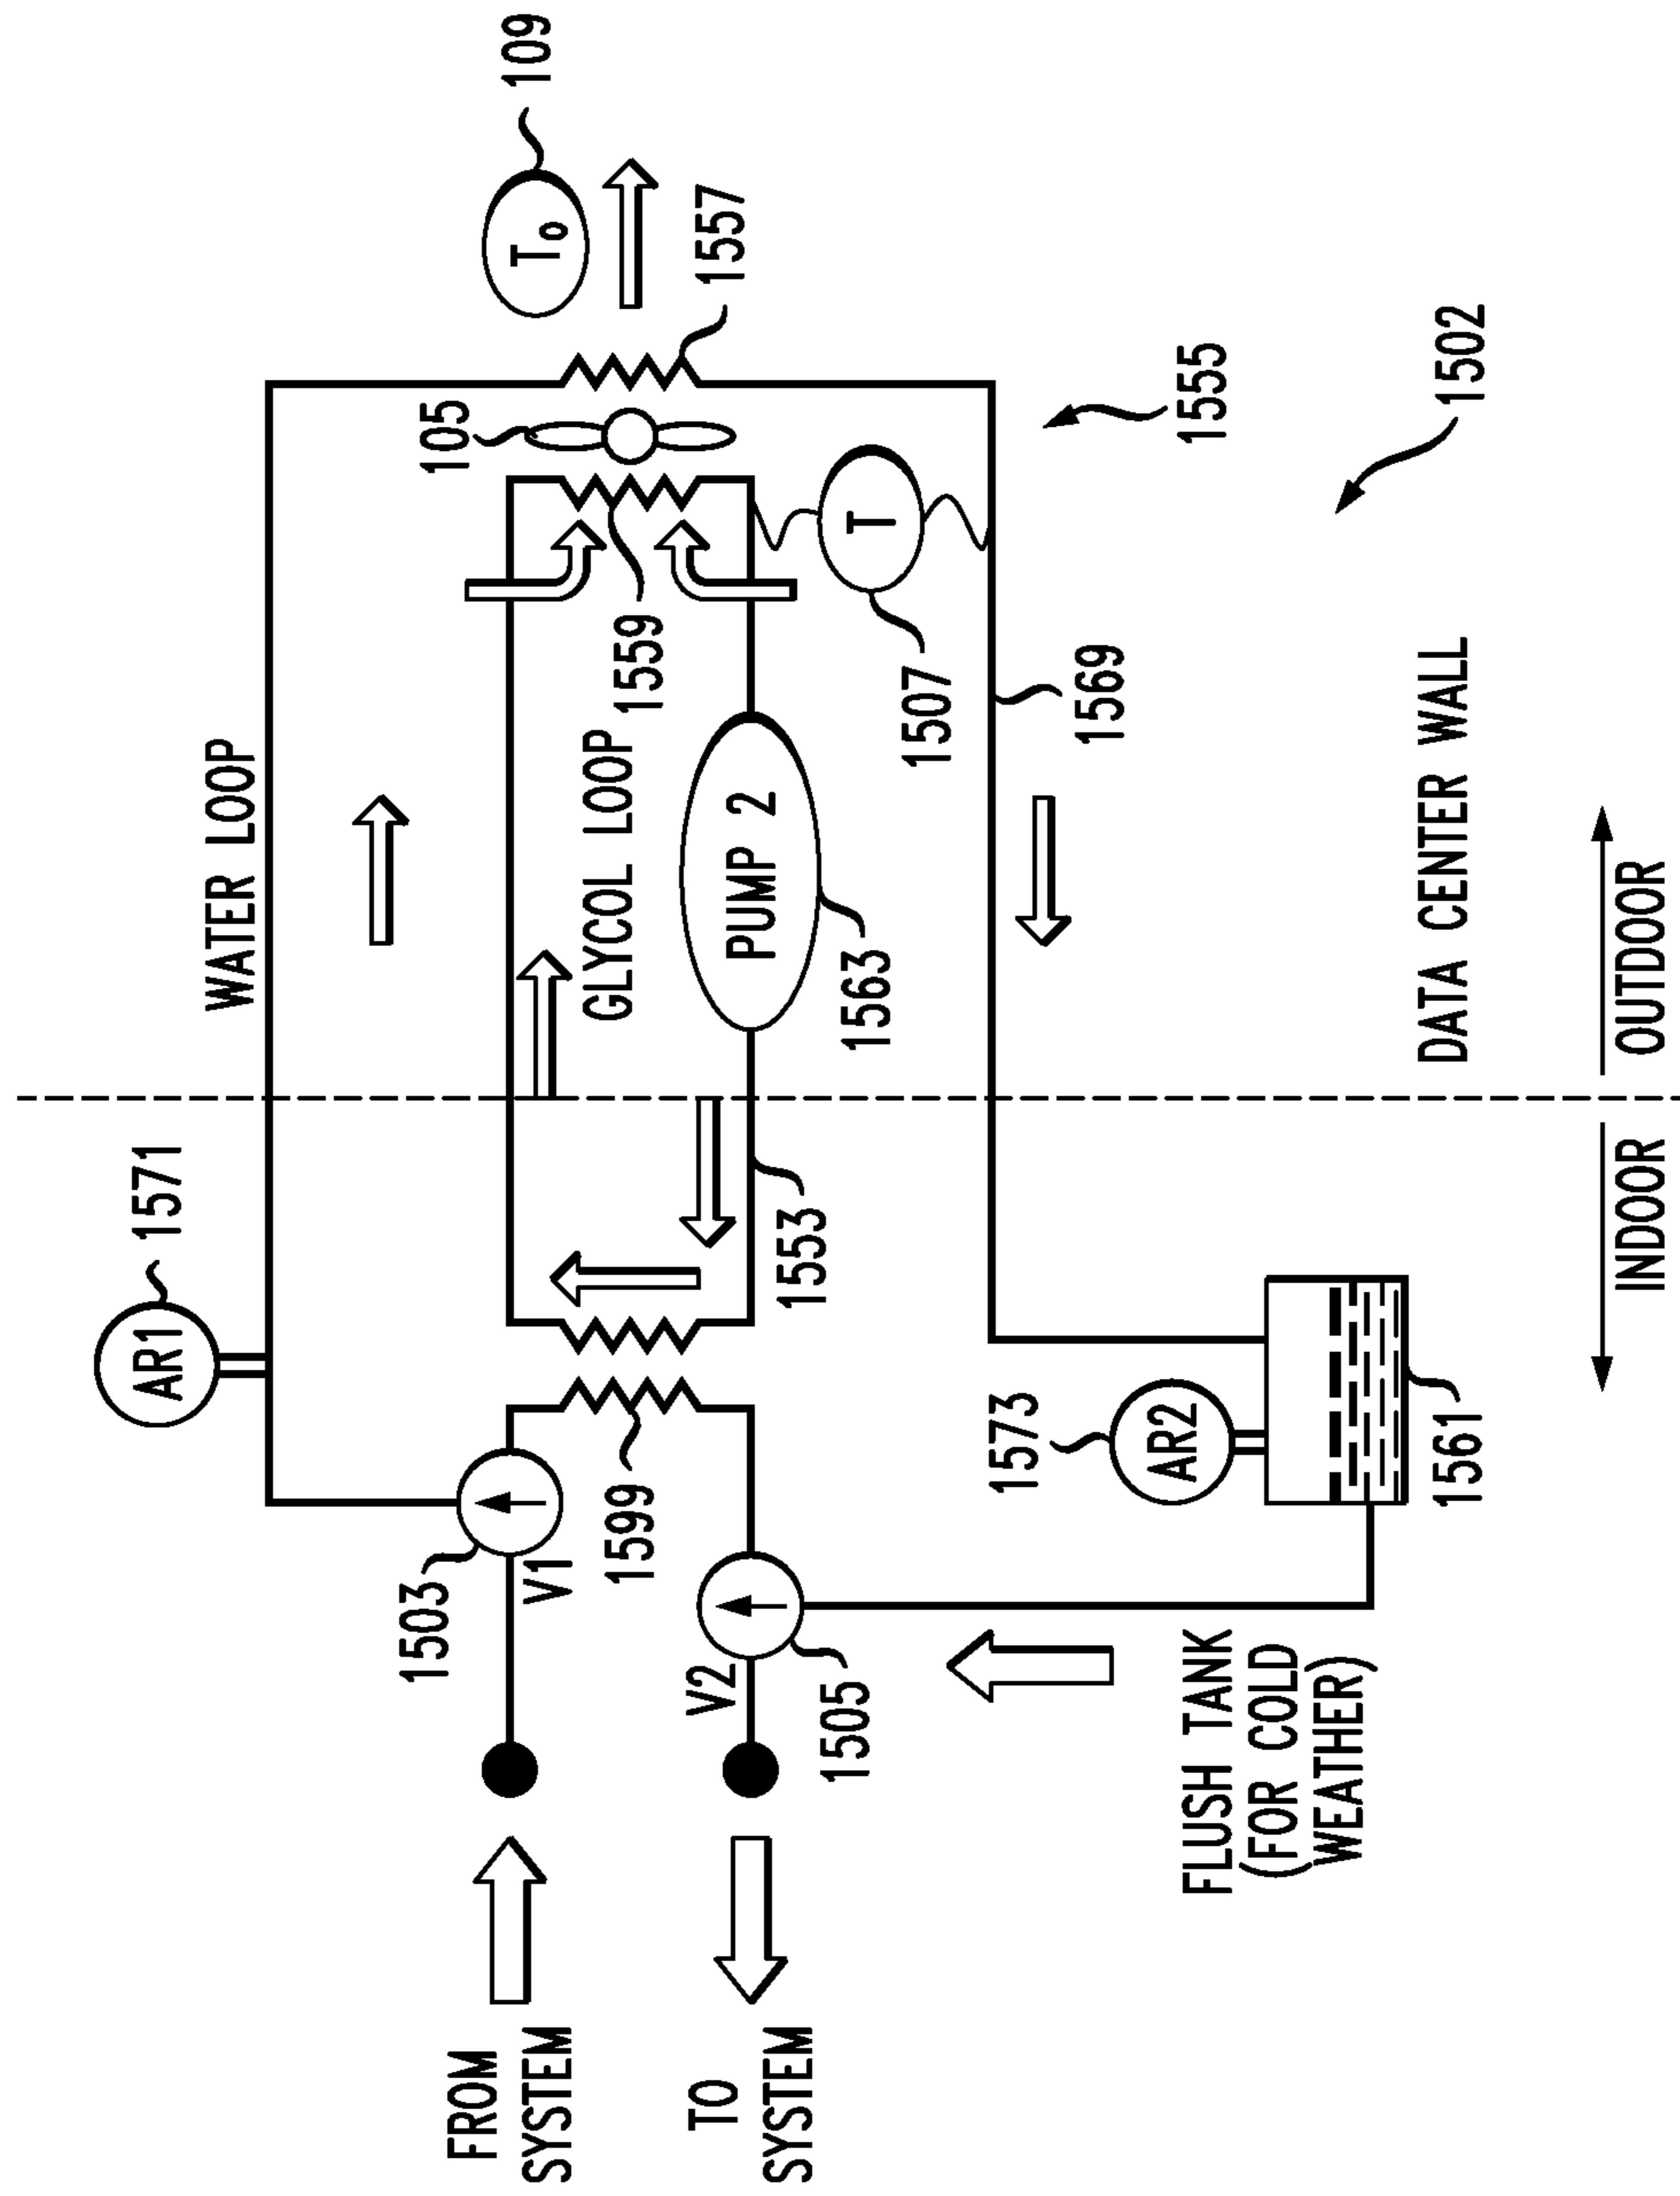 WATER LOOP
AR1
1571
T0
109
1503
V1
105
1557
GLYCOL LOOP
1559
1599
FROM
SYSTEM
TO
SYSTEM
V2
1505
PUMP 2
1563
1553
T
1507
1569
1573
AR2
1561
FLUSH TANK
(FOR COLD
WEATHER)
1555
1502
DATA CENTER WALL
INDOOR
OUTDOOR